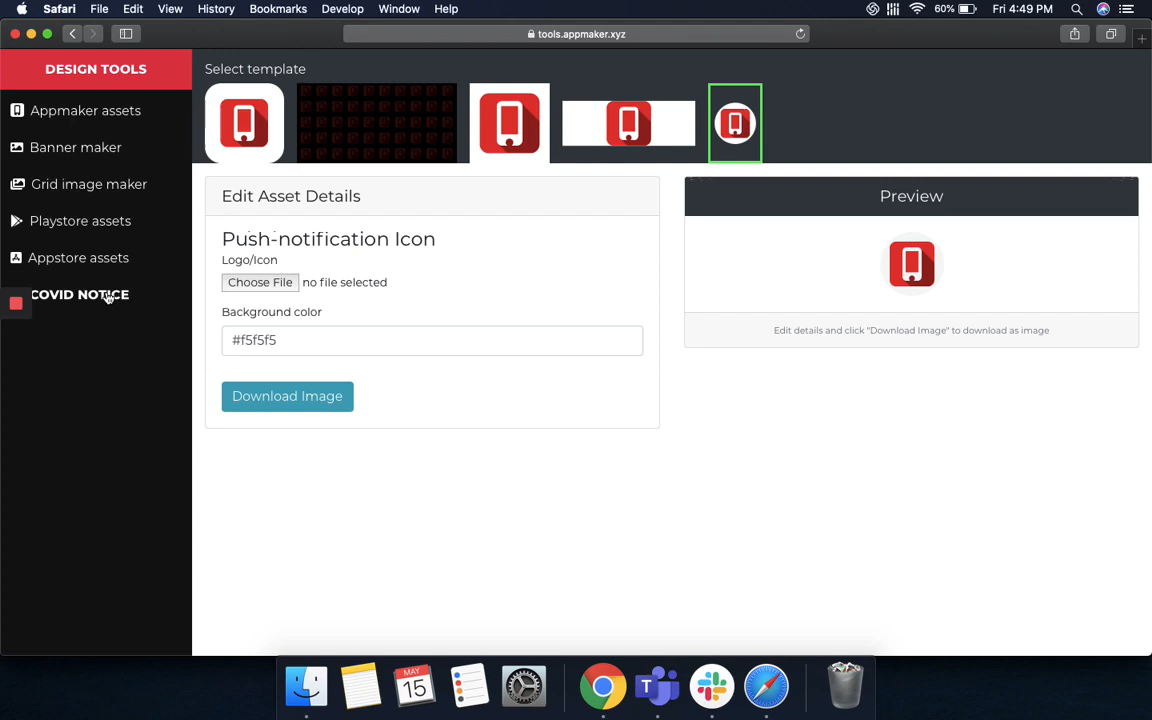 Safari File Edit View History Bookmarks Develop Window Help 60% Fri 4:49 PM
tools.appmaker.xyz
DESIGN TOOLS
Appmaker assets
Banner maker
Grid image maker
Playstore assets
Appstore assets
COVID NOTICE
Select template
Edit Asset Details
Push-notification Icon
Logo/Icon
Choose File no file selected
Background color
#f5f5f5
Download Image
Preview
Edit details and click "Download Image" to download as image
MAY
15